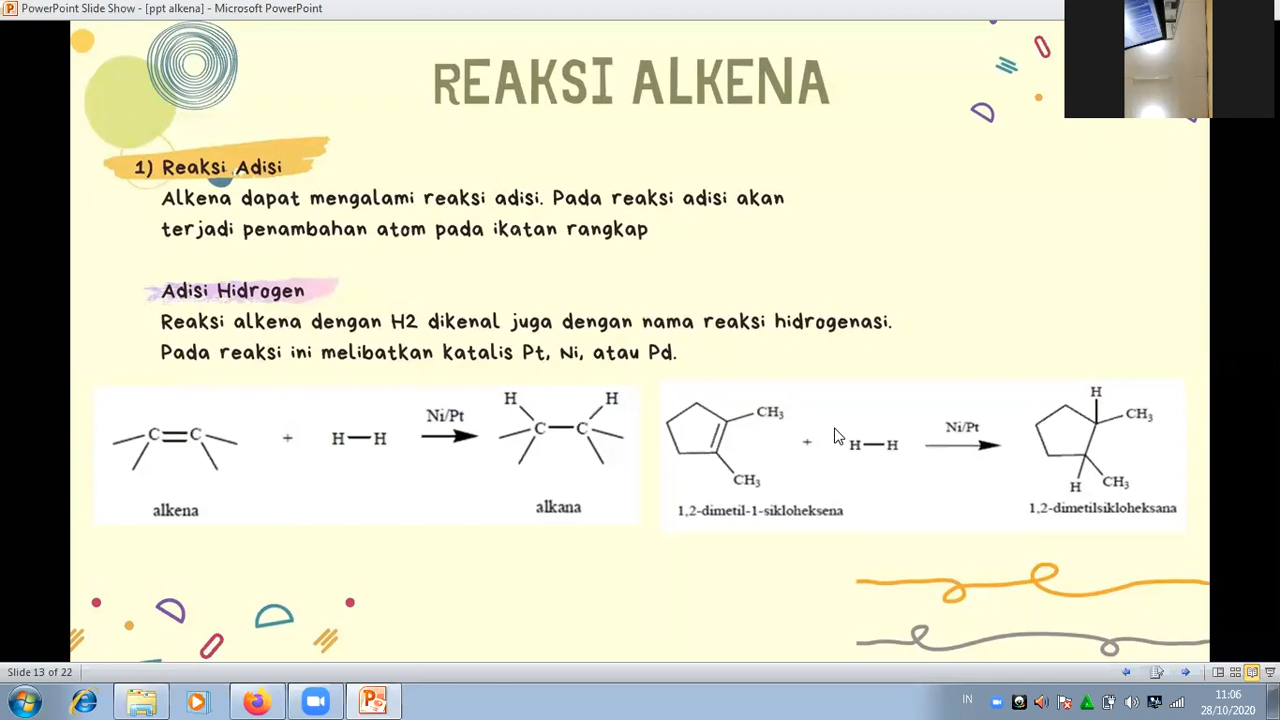 PowerPoint Slide Show - [ppt alkena] - Microsoft PowerPoint
REAKSI ALKENA
1) Reaksi Adisi
Alkena dapat mengalami reaksi adisi. Pada reaksi adisi akan
terjadi penambahan atom pada ikatan rangkap
Adisi Hidrogen
Reaksi alkena dengan H2 dikenal juga dengan nama reaksi hidrogenasi.
Pada reaksi ini melibatkan katalis Pt, Ni, atau Pd.
H H
C=C + H—H Ni/Pt C—C
alkena alkana
CH3 + H—H Ni/Pt H CH3
CH3 H CH3
1,2-dimetil-1-sikloheksena 1,2-dimetilsikloheksana
Slide 13 of 22
IN
11:06
28/10/2020